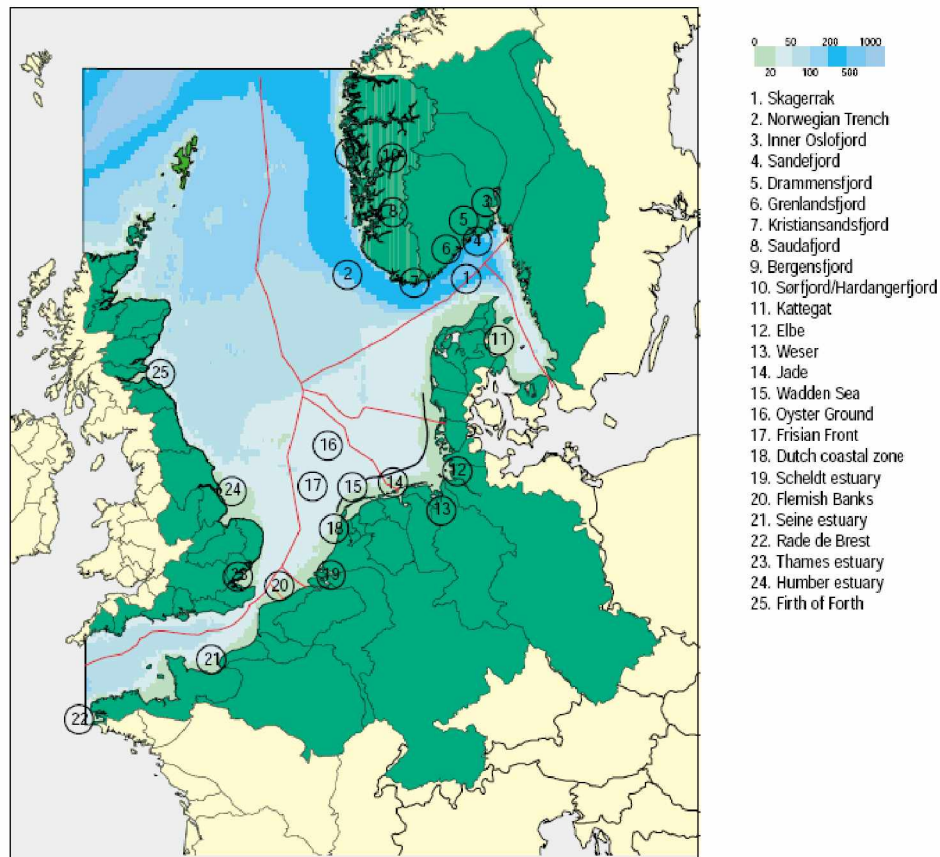 0 50 200 1000
20 100 500
1. Skagerrak
2. Norwegian Trench
3. Inner Oslofjord
4. Sandefjord
5. Drammensfjord
6. Grenlandsfjord
7. Kristiansandsfjord
8. Saudafjord
9. Bergensfjord
10. Sørfjord/Hardangerfjord
11. Kattegat
12. Elbe
13. Weser
14. Jade
15. Wadden Sea
16. Oyster Ground
17. Frisian Front
18. Dutch coastal zone
19. Scheldt estuary
20. Flemish Banks
21. Seine estuary
22. Rade de Brest
23. Thames estuary
24. Humber estuary
25. Firth of Forth
10
3
8
5
4
6
2
7
1
11
25
16
12
14
24
17
15
13
18
23
19
20
21
22